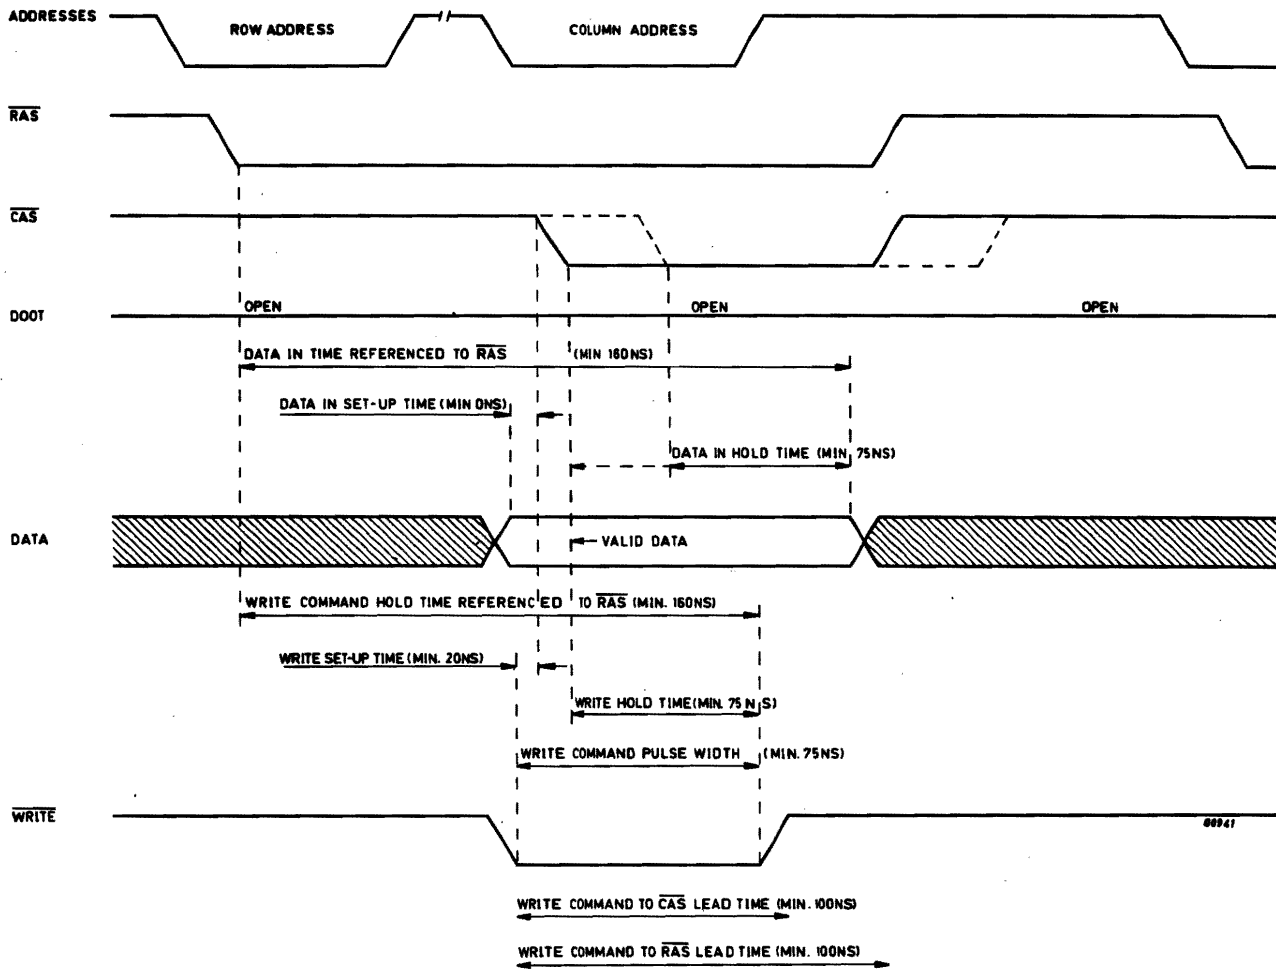 ADDRESSES
ROW ADDRESS
COLUMN ADDRESS
RAS
CAS
DOOT
OPEN
OPEN
OPEN
DATA IN TIME REFERENCED TO RAS (MIN 160NS)
DATA IN SET-UP TIME (MIN 0NS)
DATA IN HOLD TIME (MIN. 75NS)
DATA
VALID DATA
WRITE COMMAND HOLD TIME REFERENCED TO RAS (MIN. 160NS)
WRITE SET-UP TIME (MIN. 20NS)
WRITE HOLD TIME (MIN. 75NS)
WRITE COMMAND PULSE WIDTH (MIN. 75NS)
WRITE
WRITE COMMAND TO CAS LEAD TIME (MIN. 100NS)
WRITE COMMAND TO RAS LEAD TIME (MIN. 100NS)